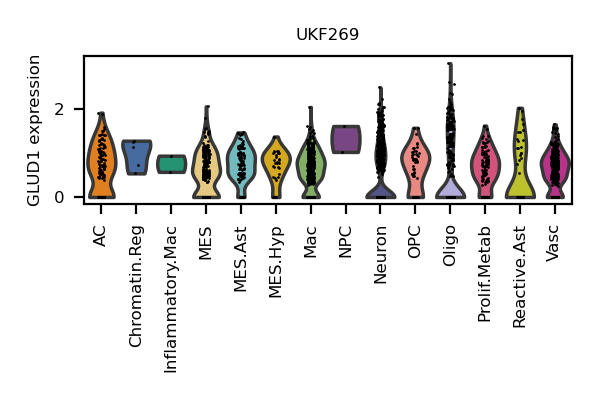 UKF269
GLUD1 expression
2
0
AC
Chromatin.Reg
Inflammatory.Mac
MES
MES.Ast
MES.Hyp
Mac
NPC
Neuron
OPC
Oligo
Prolif.Metab
Reactive.Ast
Vasc